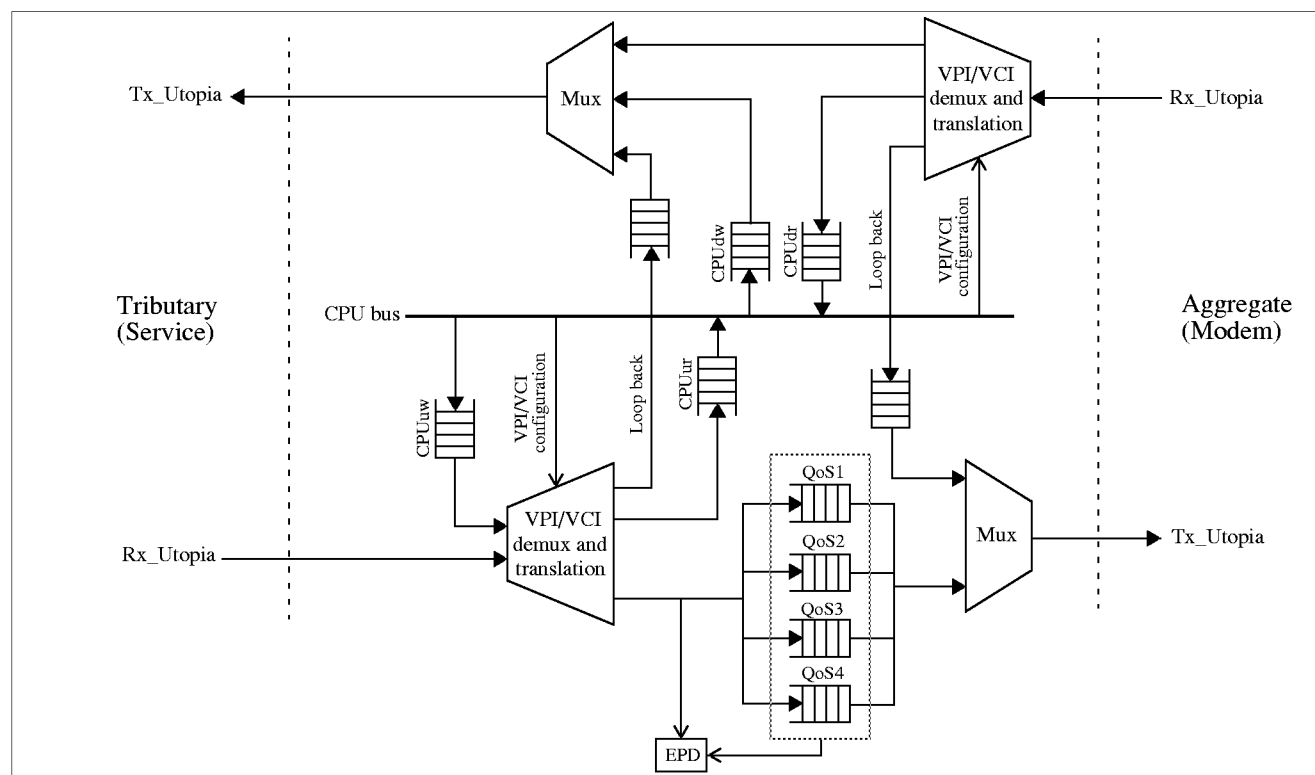 Tx_Utopia
Mux
VPI/VCI
demux and
translation
Rx_Utopia
Tributary
(Service)
CPU bus
CPUdw
CPUdr
Loop back
VPI/VCI
configuration
Aggregate
(Modem)
CPUuw
VPI/VCI
configuration
Loop back
CPUur
Rx_Utopia
VPI/VCI
demux and
translation
QoS1
QoS2
QoS3
QoS4
Mux
Tx_Utopia
EPD